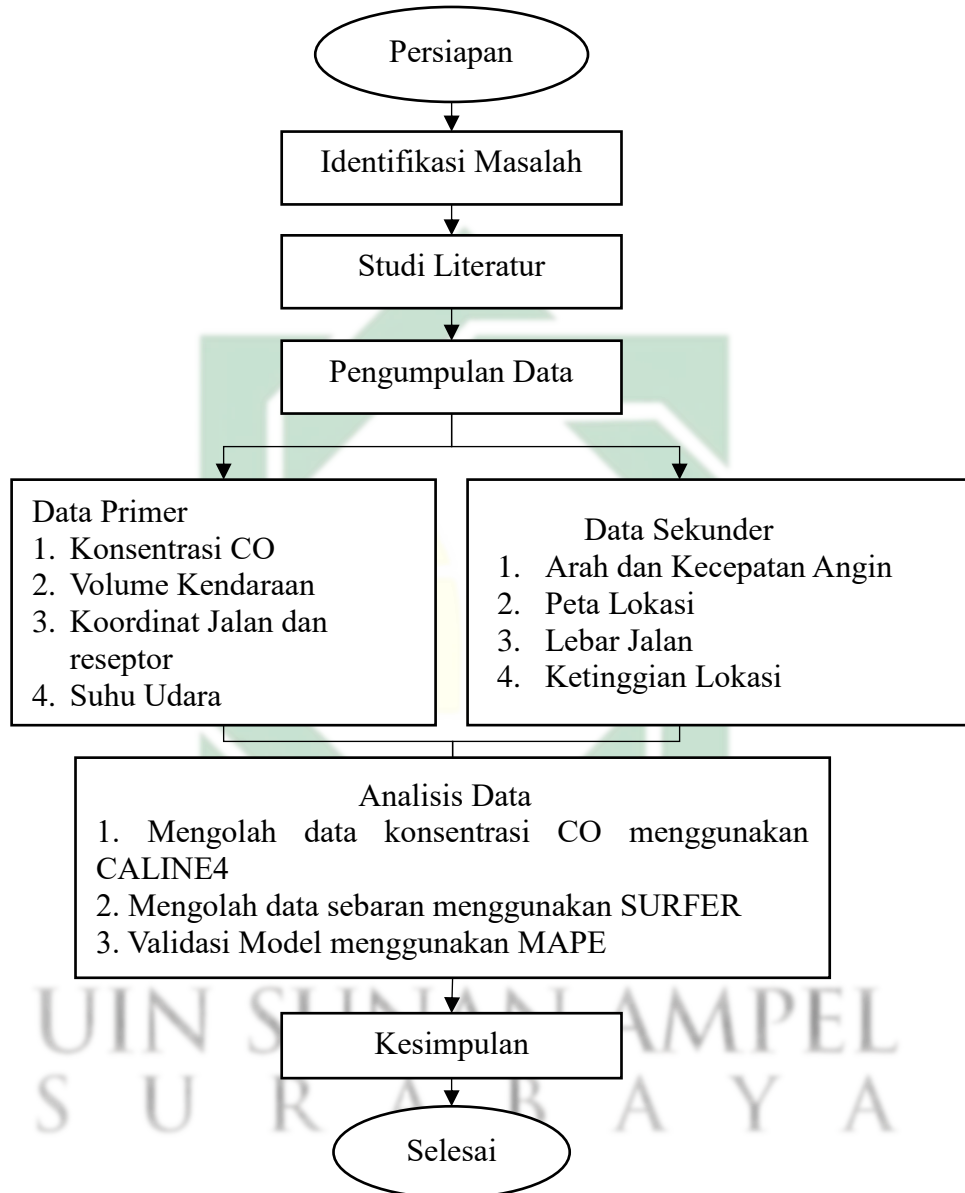 Persiapan
Identifikasi Masalah
Studi Literatur
Pengumpulan Data
Data Primer
1. Konsentrasi CO
2. Volume Kendaraan
3. Koordinat Jalan dan
reseptor
4. Suhu Udara
Data Sekunder
1. Arah dan Kecepatan Angin
2. Peta Lokasi
3. Lebar Jalan
4. Ketinggian Lokasi
Analisis Data
1. Mengolah data konsentrasi CO menggunakan
CALINE4
2. Mengolah data sebaran menggunakan SURFER
3. Validasi Model menggunakan MAPE
UIN SUNAN AMPEL
Kesimpulan
SURABAYA
Selesai